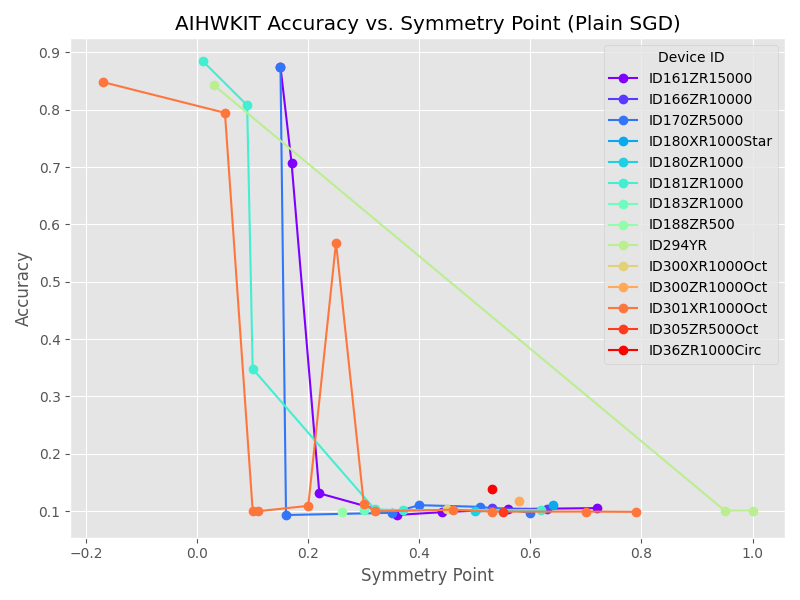 AIHWKIT Accuracy vs. Symmetry Point (Plain SGD)
Accuracy
0.9
0.8
0.7
0.6
0.5
0.4
0.3
0.2
0.1
Device ID
ID161ZR15000
ID166ZR10000
ID170ZR5000
ID180XR1000Star
ID180ZR1000
ID181ZR1000
ID183ZR1000
ID188ZR500
ID294YR
ID300XR1000Oct
ID300ZR1000Oct
ID301XR1000Oct
ID305ZR500Oct
ID36ZR1000Circ
−0.2 0.0 0.2 0.4 0.6 0.8 1.0
Symmetry Point